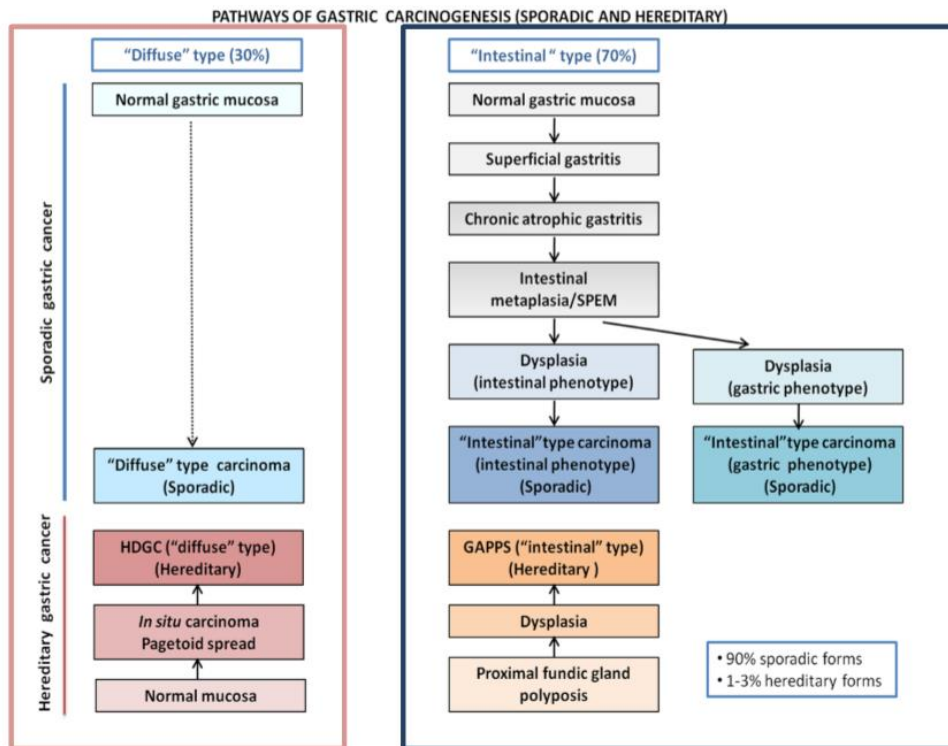 PATHWAYS OF GASTRIC CARCINOGENESIS (SPORADIC AND HEREDITARY)
“Diffuse” type (30%)
Normal gastric mucosa
“Diffuse” type carcinoma
(Sporadic)
HDGC (“diffuse” type)
(Hereditary)
In situ carcinoma
Pagetoid spread
Normal mucosa
Sporadic gastric cancer
Hereditary gastric cancer
“Intestinal“ type (70%)
Normal gastric mucosa
Superficial gastritis
Chronic atrophic gastritis
Intestinal
metaplasia/SPEM
Dysplasia
(intestinal phenotype)
“Intestinal”type carcinoma
(intestinal phenotype)
(Sporadic)
Dysplasia
(gastric phenotype)
“Intestinal”type carcinoma
(gastric phenotype)
(Sporadic)
GAPPS (“intestinal” type)
(Hereditary )
Dysplasia
Proximal fundic gland
polyposis
• 90% sporadic forms
• 1-3% hereditary forms